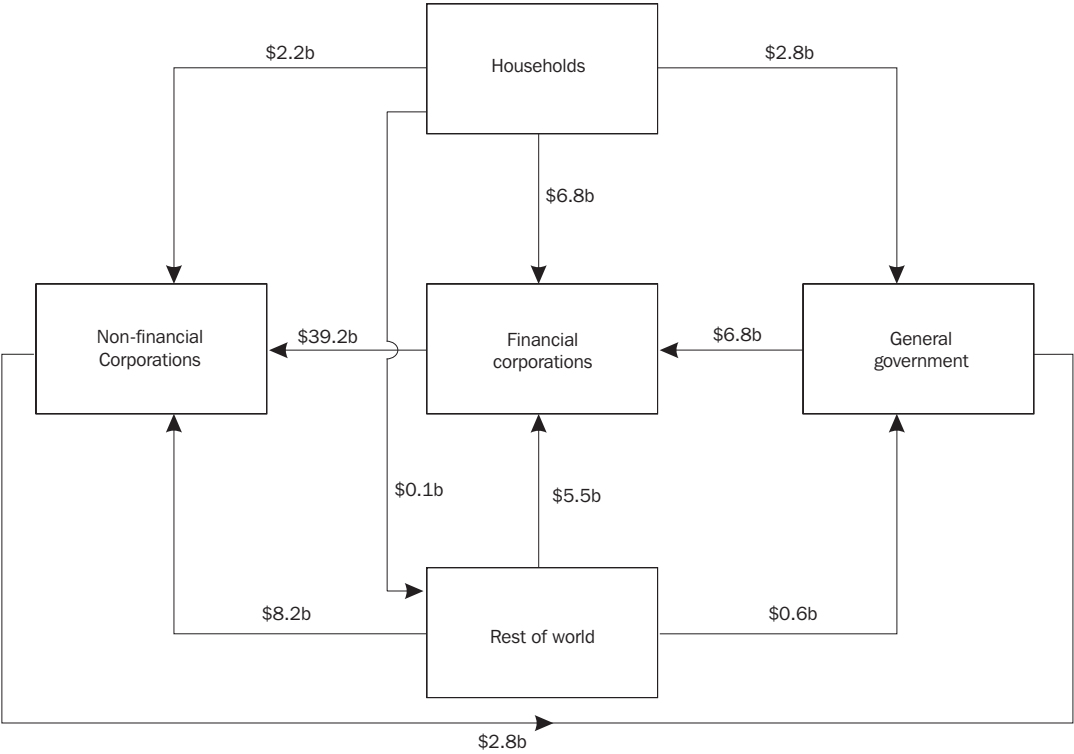 $2.2b
Households
$2.8b
$6.8b
Non-financial
Corporations
$39.2b
Financial
corporations
$6.8b
General
government
$0.1b
$5.5b
$8.2b
Rest of world
$0.6b
$2.8b